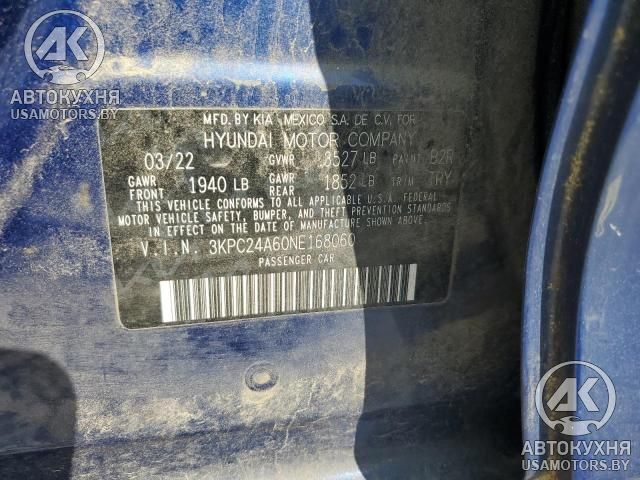 AK
АВТОКУХНЯ
USAMOTORS.BY
MFD. BY KIA MEXICO S.A. DE C.V. FOR
HYUNDAI MOTOR COMPANY
03/22 GVWR 3527 LB PAINT B2R
GAWR FRONT 1940 LB GAWR REAR 1852 LB TRIM TRY
THIS VEHICLE CONFORMS TO ALL APPLICABLE U.S.A. FEDERAL
MOTOR VEHICLE SAFETY, BUMPER, AND THEFT PREVENTION STANDARDS
IN EFFECT ON THE DATE OF MANUFACTURE SHOWN ABOVE.
V.I.N. 3KPC24A60NE168060
PASSENGER CAR
AK
АВТОКУХНЯ
USAMOTORS.BY